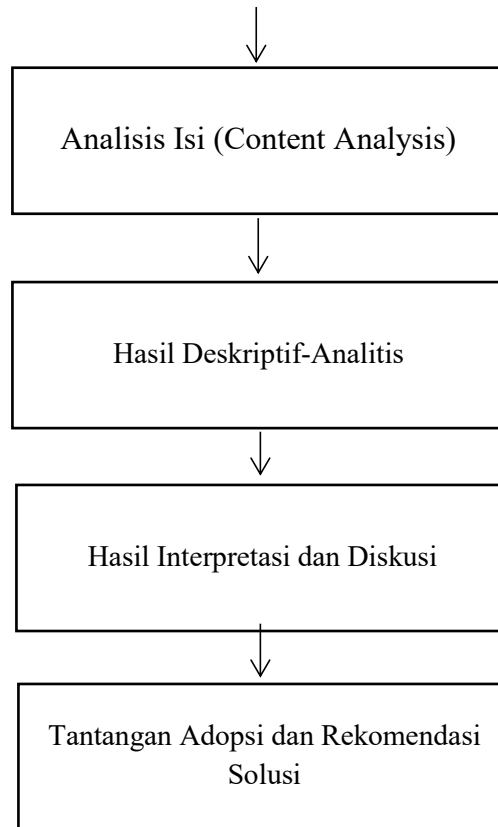 Analisis Isi (Content Analysis)
Hasil Deskriptif-Analitis
Hasil Interpretasi dan Diskusi
Tantangan Adopsi dan Rekomendasi
Solusi